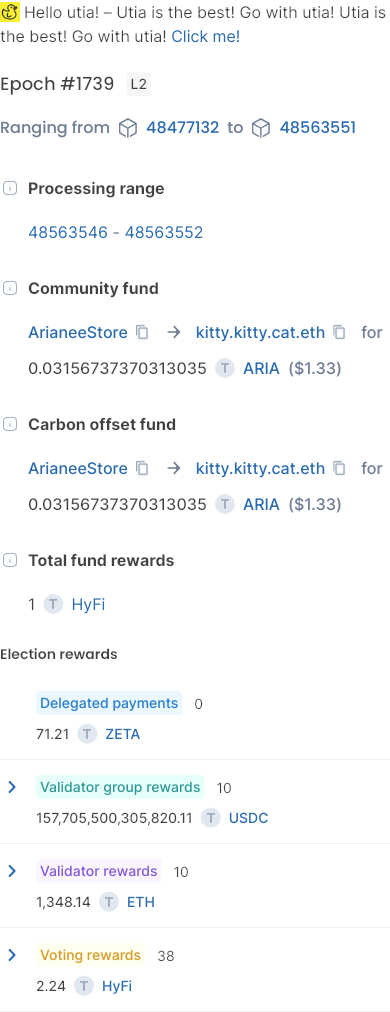 Hello utia! – Utia is the best! Go with utia! Utia is
the best! Go with utia! Click me!
Epoch #1739 L2
Ranging from 48477132 to 48563551
Processing range
48563546 - 48563552
Community fund
ArianeeStore → kitty.kitty.cat.eth for
0.03156737370313035 T ARIA ($1.33)
Carbon offset fund
ArianeeStore → kitty.kitty.cat.eth for
0.03156737370313035 T ARIA ($1.33)
Total fund rewards
1 T HyFi
Election rewards
Delegated payments 0
71.21 T ZETA
Validator group rewards 10
157,705,500,305,820.11 T USDC
Validator rewards 10
1,348.14 T ETH
Voting rewards 38
2.24 T HyFi